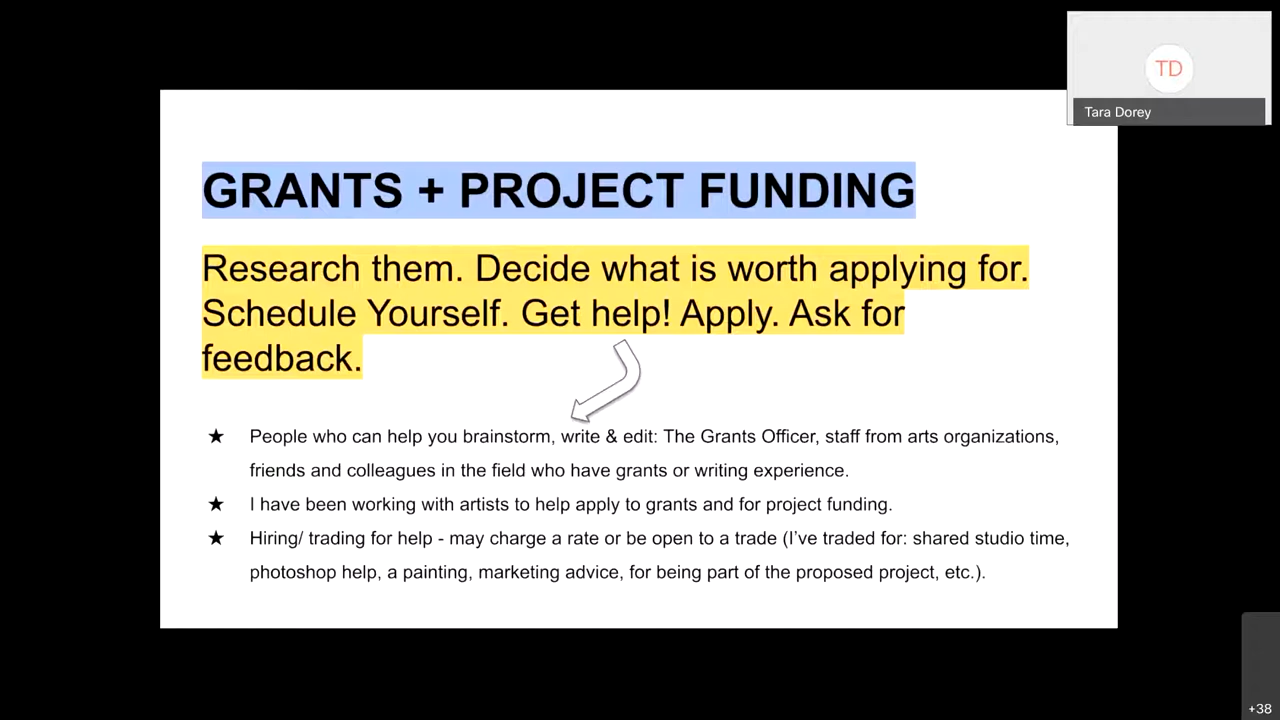 TD
Tara Dorey
GRANTS + PROJECT FUNDING
Research them. Decide what is worth applying for.
Schedule Yourself. Get help! Apply. Ask for
feedback.
★ People who can help you brainstorm, write & edit: The Grants Officer, staff from arts organizations,
friends and colleagues in the field who have grants or writing experience.
★ I have been working with artists to help apply to grants and for project funding.
★ Hiring/ trading for help - may charge a rate or be open to a trade (I've traded for: shared studio time,
photoshop help, a painting, marketing advice, for being part of the proposed project, etc.).
+38